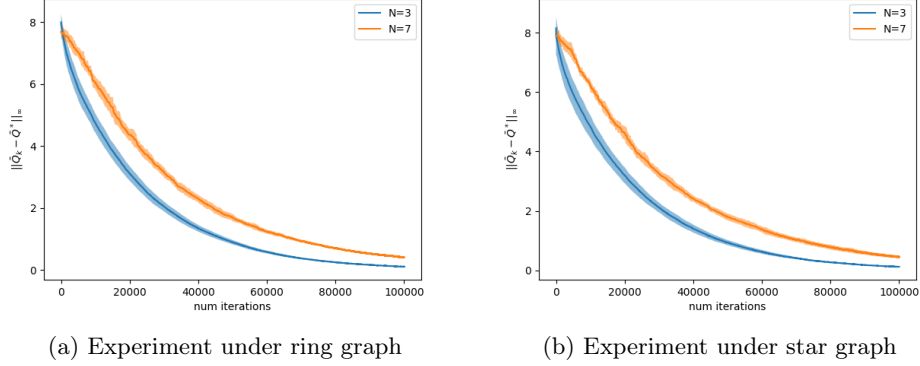 N=3
N=7
8
6
4
2
0
||Q̄_k − Q̄*||_∞
0 20000 40000 60000 80000 100000
num iterations
(a) Experiment under ring graph
N=3
N=7
8
6
4
2
0
||Q̄_k − Q̄*||_∞
0 20000 40000 60000 80000 100000
num iterations
(b) Experiment under star graph